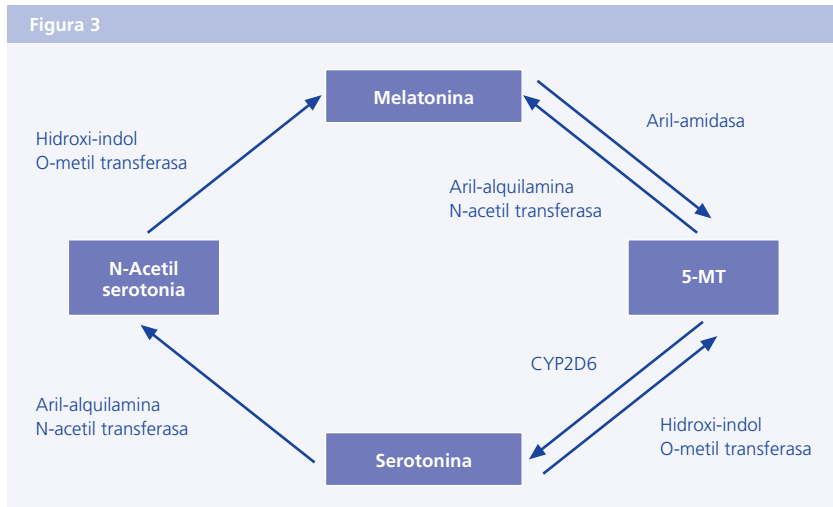 Figura 3
Melatonina
Aril-amidasa
Hidroxi-indol
O-metil transferasa
Aril-alquilamina
N-acetil transferasa
N-Acetil
serotonia
5-MT
CYP2D6
Aril-alquilamina
N-acetil transferasa
Hidroxi-indol
O-metil transferasa
Serotonina